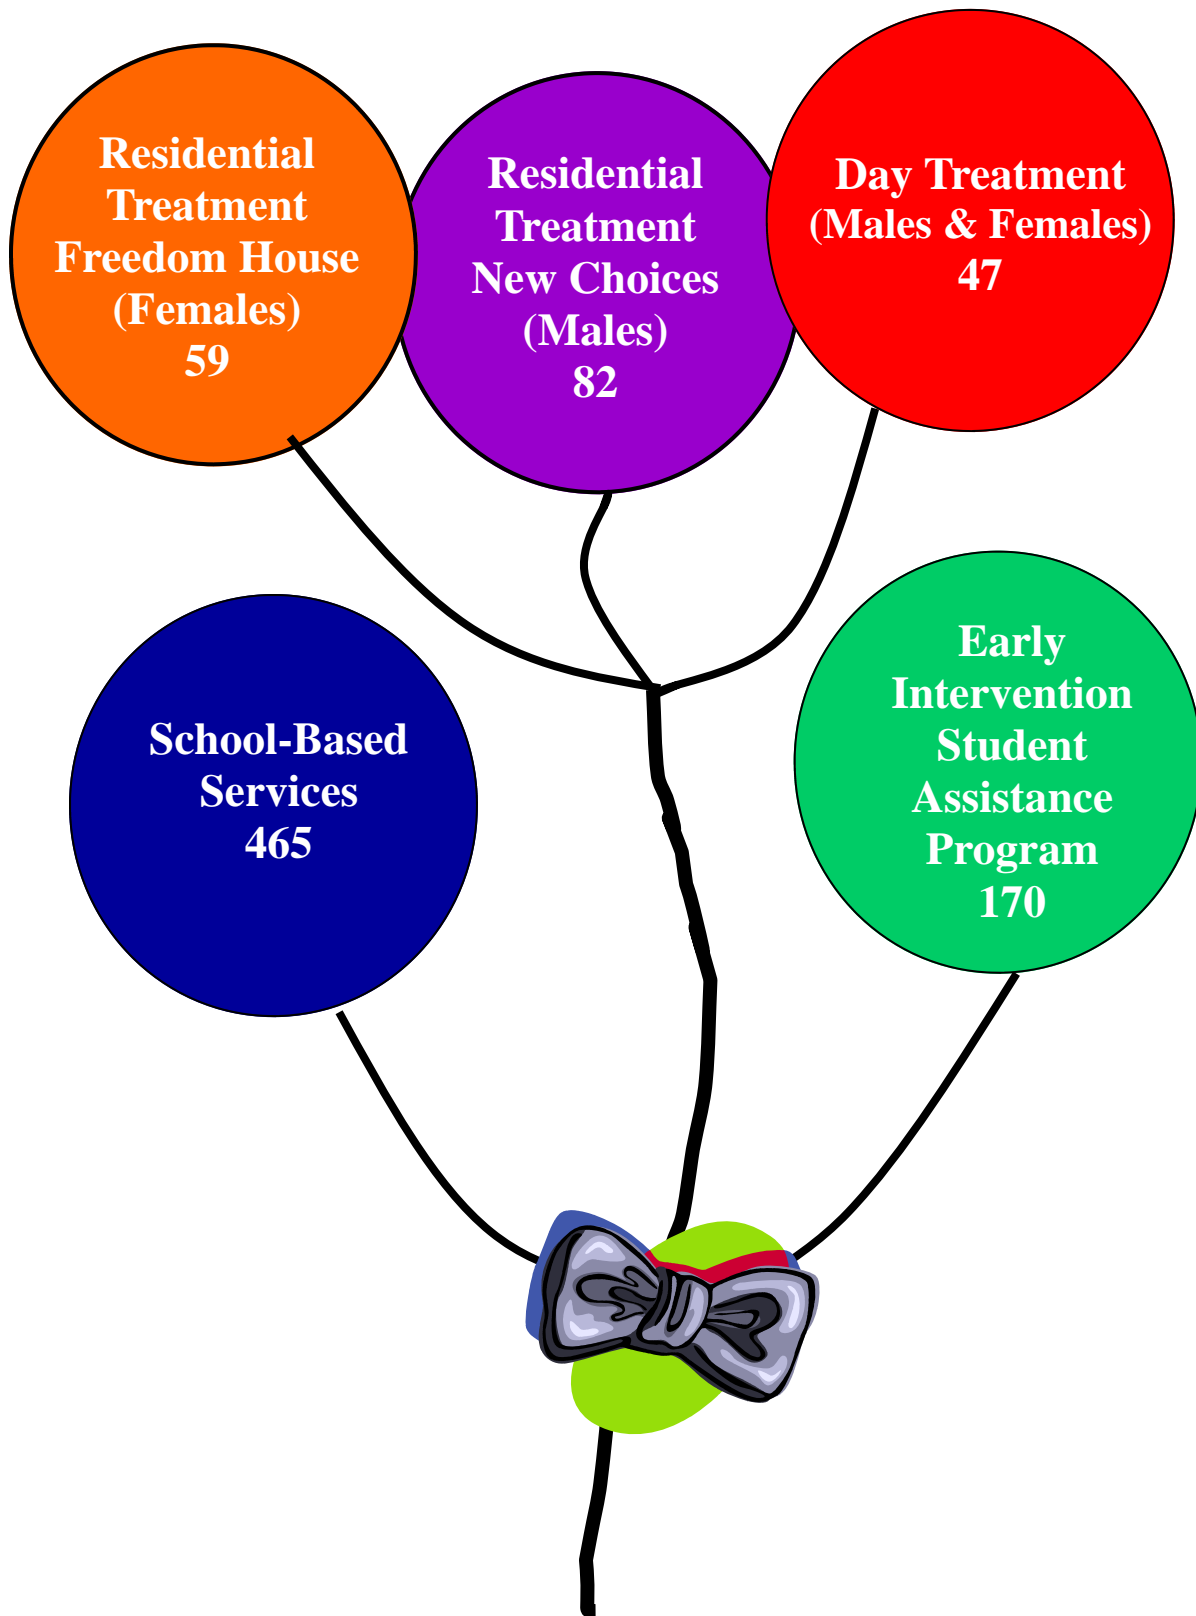 Residential
Treatment
Freedom House
(Females)
59
Residential
Treatment
New Choices
(Males)
82
Day Treatment
(Males & Females)
47
School-Based
Services
465
Early
Intervention
Student
Assistance
Program
170